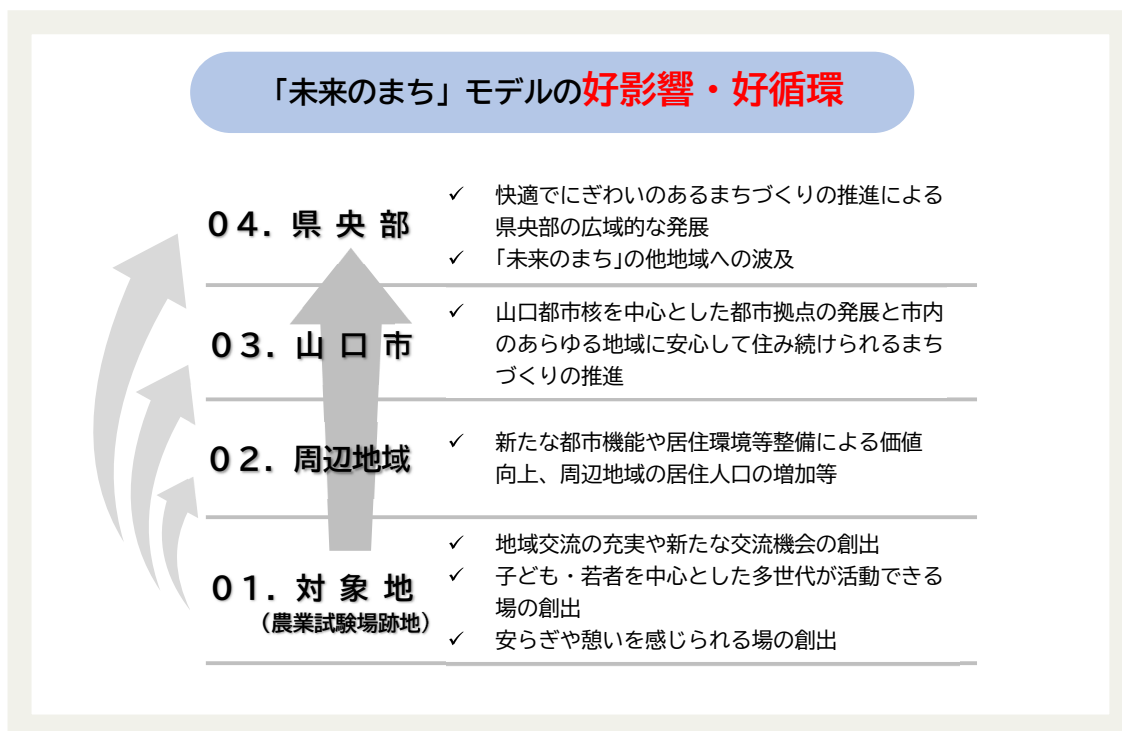 「未来のまち」モデルの好影響・好循環
０４．県 央 部
✓ 快適でにぎわいのあるまちづくりの推進による
県央部の広域的な発展
✓ 「未来のまち」の他地域への波及
０３．山 口 市
✓ 山口都市核を中心とした都市拠点の発展と市内
のあらゆる地域に安心して住み続けられるまち
づくりの推進
０２．周辺地域
✓ 新たな都市機能や居住環境等整備による価値
向上、周辺地域の居住人口の増加等
０１．対 象 地
（農業試験場跡地）
✓ 地域交流の充実や新たな交流機会の創出
✓ 子ども・若者を中心とした多世代が活動できる
場の創出
✓ 安らぎや憩いを感じられる場の創出